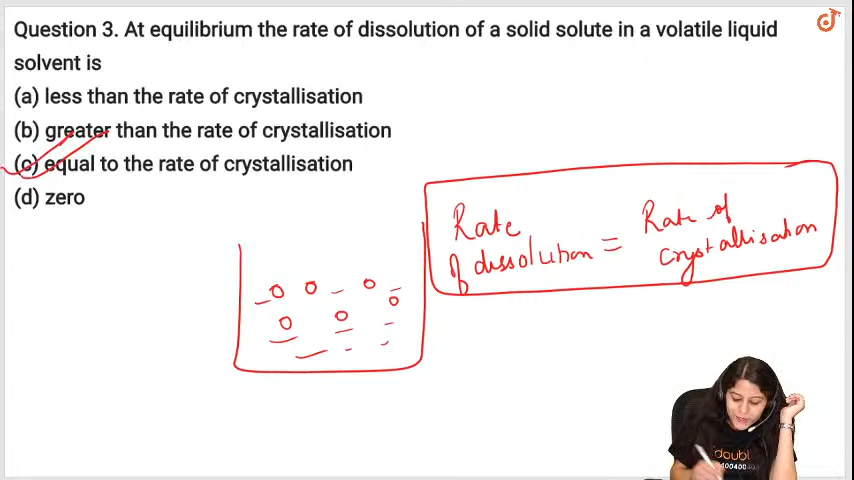 Question 3. At equilibrium the rate of dissolution of a solid solute in a volatile liquid
solvent is
(a) less than the rate of crystallisation
(b) greater than the rate of crystallisation
(c) equal to the rate of crystallisation
(d) zero
Rate
of dissolution = Rate of
crystallisation
doubt
400400